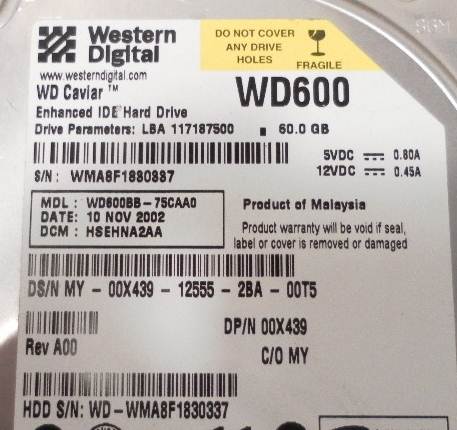 Western
Digital
DO NOT COVER
ANY DRIVE
HOLES
FRAGILE
www.westerndigital.com
WD Caviar ™
WD600
Enhanced IDE Hard Drive
Drive Parameters: LBA 117187500 ■ 60.0 GB
5VDC 0.80A
12VDC 0.45A
S/N: WMA8F1830337
MDL: WD600BB-75CAA0
DATE: 10 NOV 2002
DCM: HSEHNA2AA
Product of Malaysia
Product warranty will be void if seal,
label or cover is removed or damaged
DS/N MY - 00X439 - 12555 - 2BA - 00T5
DP/N 00X439
Rev A00
C/O MY
HDD S/N: WD-WMA8F1830337